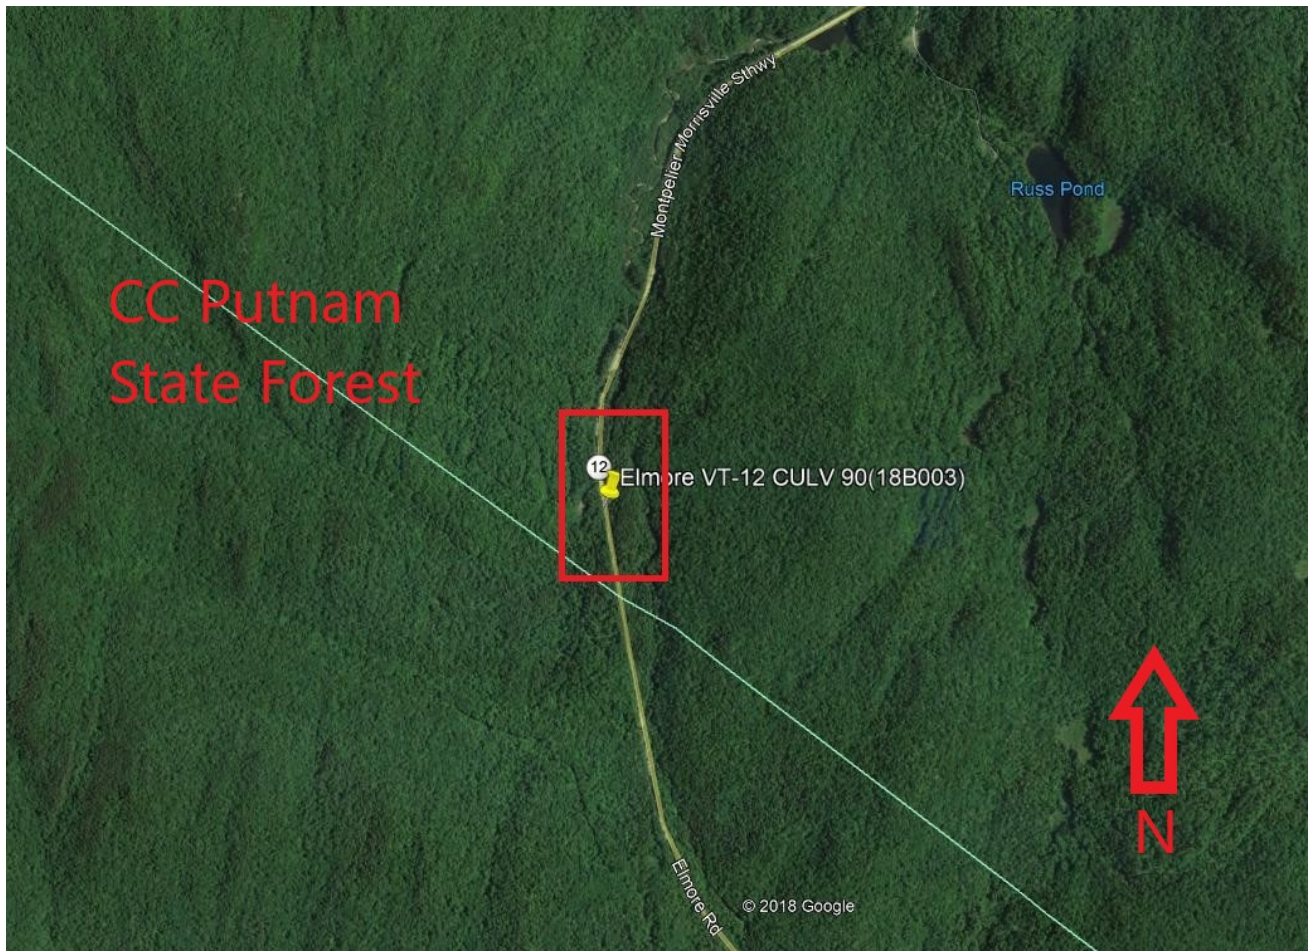 Montpelier Morrisville Sthwy
Russ Pond
CC Putnam
State Forest
12
Elmore VT-12 CULV 90(18B003)
N
Elmore Rd
© 2018 Google